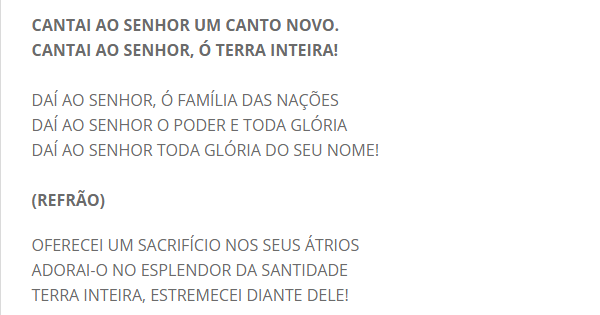 CANTAI AO SENHOR UM CANTO NOVO.
CANTAI AO SENHOR, Ó TERRA INTEIRA!
DAÍ AO SENHOR, Ó FAMÍLIA DAS NAÇÕES
DAÍ AO SENHOR O PODER E TODA GLÓRIA
DAÍ AO SENHOR TODA GLÓRIA DO SEU NOME!
(REFRÃO)
OFERECEI UM SACRIFÍCIO NOS SEUS ÁTRIOS
ADORAI-O NO ESPLENDOR DA SANTIDADE
TERRA INTEIRA, ESTREMECEI DIANTE DELE!